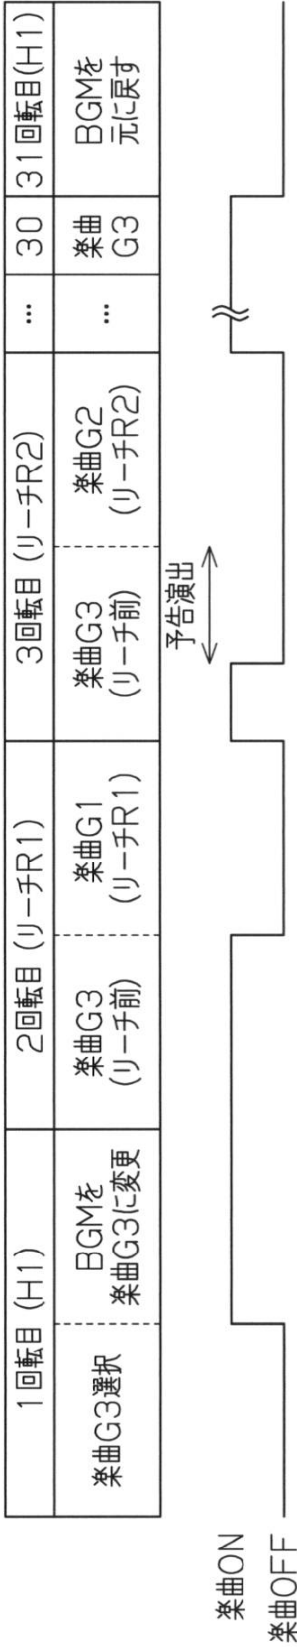 1回転目 (H1)
2回転目 (リーチR1)
3回転目 (リーチR2)
…
30
31回転目(H1)
楽曲G3選択
BGMを
楽曲G3に変更
楽曲G3
(リーチ前)
楽曲G1
(リーチR1)
楽曲G3
(リーチ前)
楽曲G2
(リーチR2)
…
楽曲
G3
BGMを
元に戻す
予告演出
楽曲ON
楽曲OFF